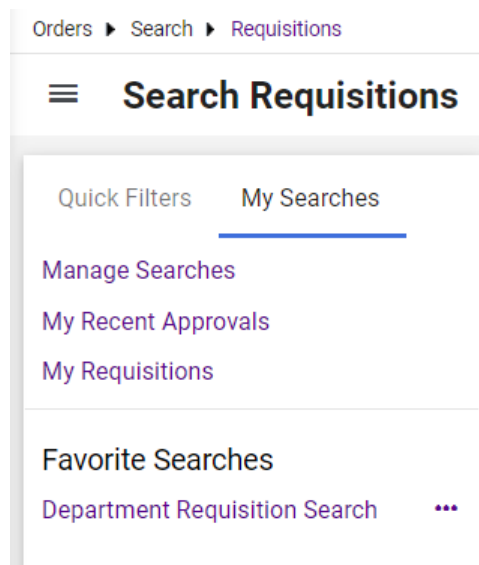 Orders ▶ Search ▶ Requisitions
Search Requisitions
Quick Filters My Searches
Manage Searches
My Recent Approvals
My Requisitions
Favorite Searches
Department Requisition Search •••